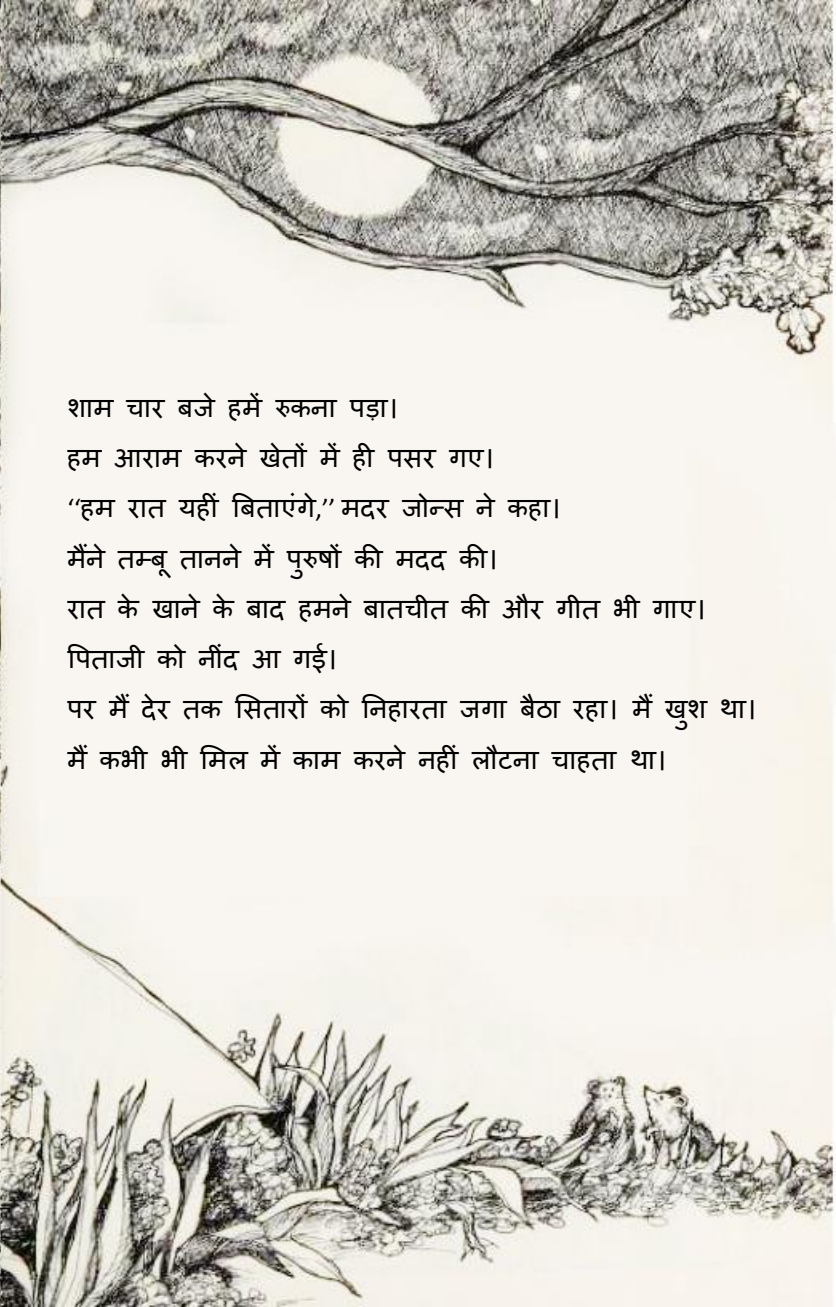 शाम चार बजे हमें रुकना पड़ा।
हम आराम करने खेतों में ही पसर गए।
“हम रात यहीं बिताएंगे,” मदर जोन्स ने कहा।
मैंने तम्बू तानने में पुरुषों की मदद की।
रात के खाने के बाद हमने बातचीत की और गीत भी गाए।
पिताजी को नींद आ गई।
पर मैं देर तक सितारों को निहारता जगा बैठा रहा। मैं खुश था।
मैं कभी भी मिल में काम करने नहीं लौटना चाहता था।